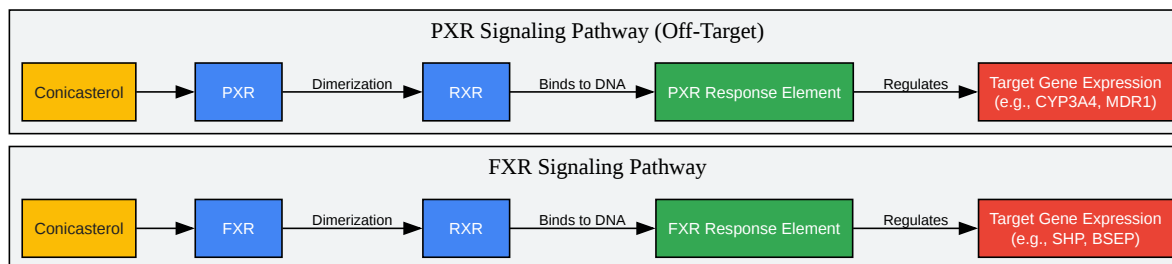 PXR Signaling Pathway (Off-Target)
Conicasterol
PXR
Dimerization
RXR
Binds to DNA
PXR Response Element
Regulates
Target Gene Expression
(e.g., CYP3A4, MDR1)
FXR Signaling Pathway
Conicasterol
FXR
Dimerization
RXR
Binds to DNA
FXR Response Element
Regulates
Target Gene Expression
(e.g., SHP, BSEP)